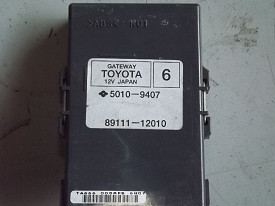 GATEWAY
TOYOTA 6
12V JAPAN
5010-9407
89111-12010